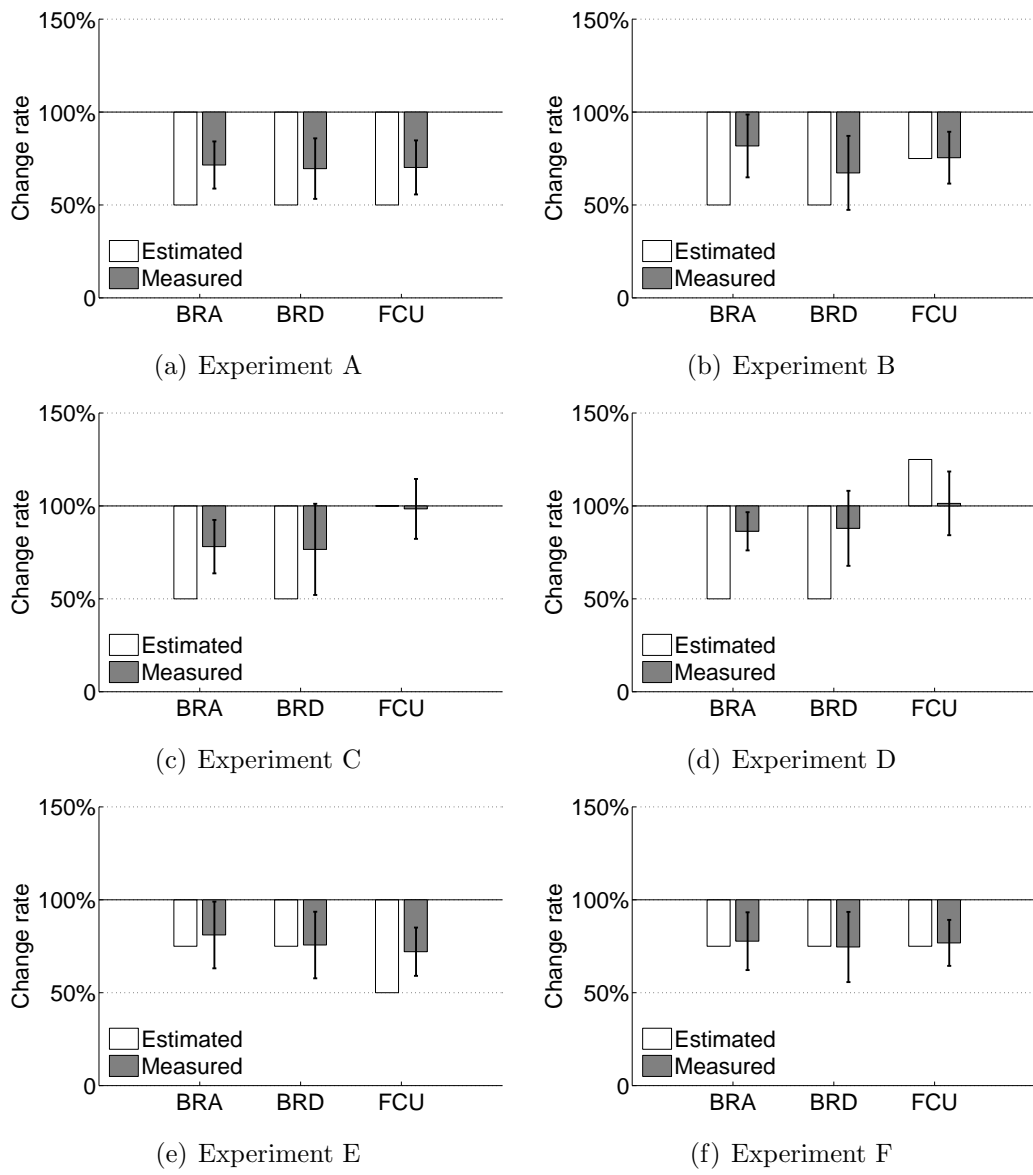 150%
100%
50%
0
Change rate
Estimated
Measured
BRA BRD FCU
(a) Experiment A
150%
100%
50%
0
Change rate
Estimated
Measured
BRA BRD FCU
(b) Experiment B
150%
100%
50%
0
Change rate
Estimated
Measured
BRA BRD FCU
(c) Experiment C
150%
100%
50%
0
Change rate
Estimated
Measured
BRA BRD FCU
(d) Experiment D
150%
100%
50%
0
Change rate
Estimated
Measured
BRA BRD FCU
(e) Experiment E
150%
100%
50%
0
Change rate
Estimated
Measured
BRA BRD FCU
(f) Experiment F